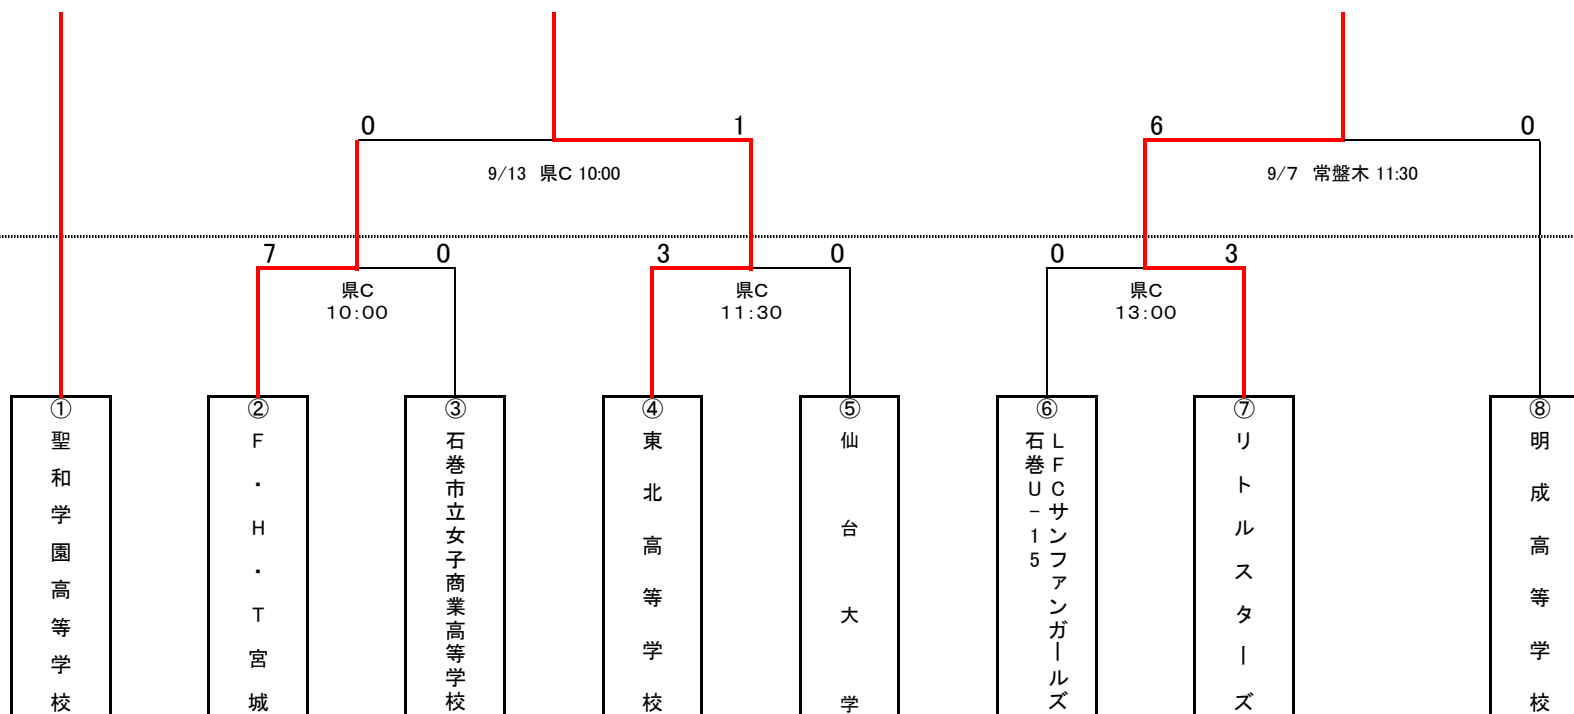 0 1 6 0
9/13 県C 10:00
9/7 常盤木 11:30
7 0 3 0 0 3
県C
10:00
県C
11:30
県C
13:00
①
聖和学園高等学校
②
F・H・T宮城
③
石巻市立女子商業高等学校
④
東北高等学校
⑤
仙台大学
⑥
LFCサンファンガールズ
石巻U-15
⑦
リトルスターズ
⑧
明成高等学校